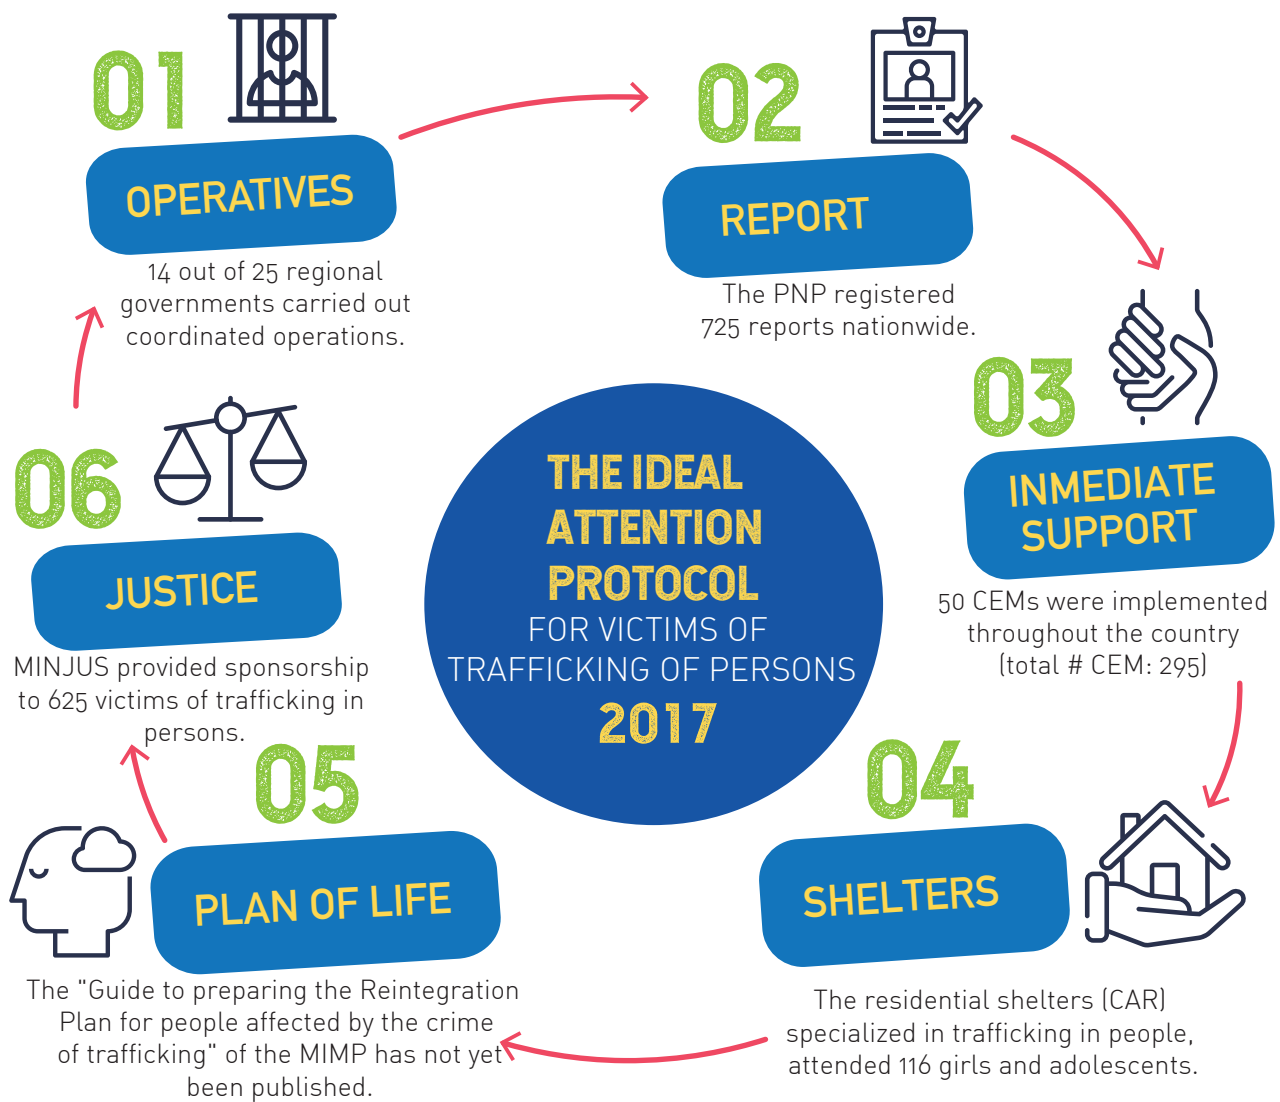 01
OPERATIVES
14 out of 25 regional
governments carried out
coordinated operations.
02
REPORT
The PNP registered
725 reports nationwide.
03
INMEDIATE
SUPPORT
50 CEMs were implemented
throughout the country
(total # CEM: 295)
04
SHELTERS
The residential shelters (CAR)
specialized in trafficking in people,
attended 116 girls and adolescents.
05
PLAN OF LIFE
The "Guide to preparing the Reintegration
Plan for people affected by the crime
of trafficking" of the MIMP has not yet
been published.
06
JUSTICE
MINJUS provided sponsorship
to 625 victims of trafficking in
persons.
THE IDEAL
ATTENTION
PROTOCOL
FOR VICTIMS OF
TRAFFICKING OF PERSONS
2017